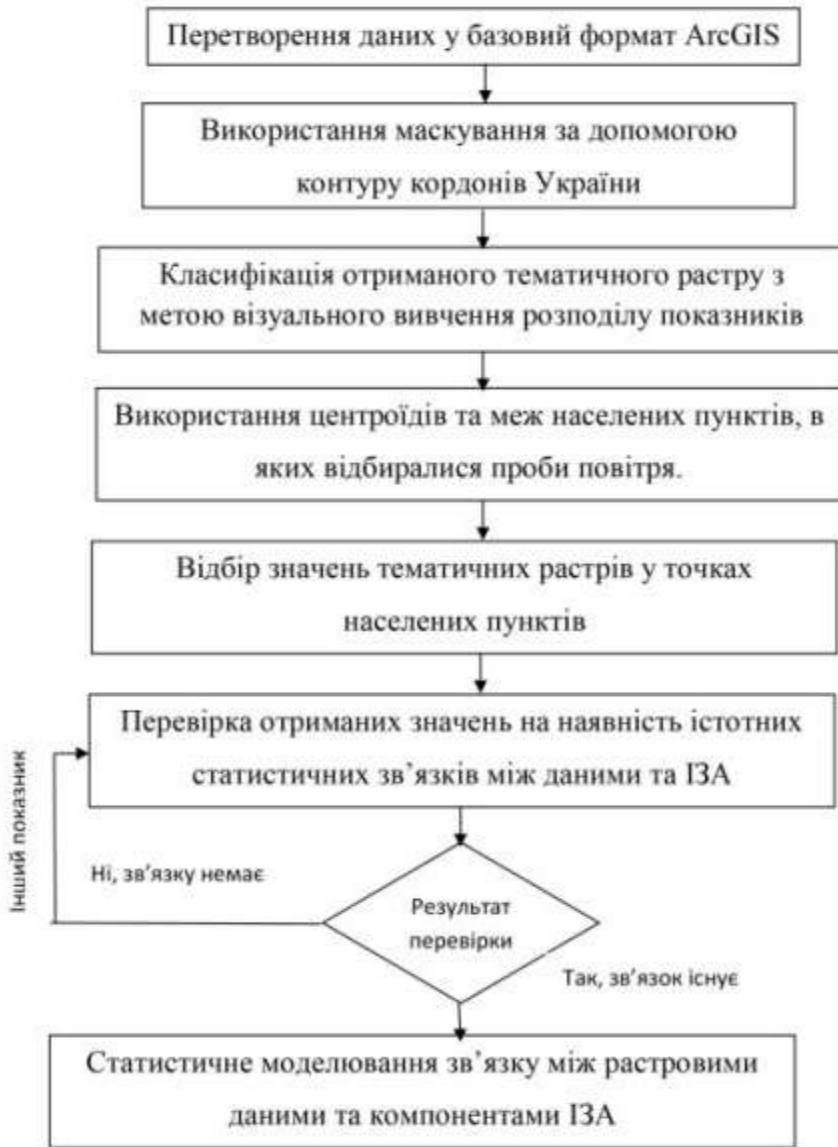 Перетворення даних у базовий формат ArcGIS
Використання маскування за допомогою
контуру кордонів України
Класифікація отриманого тематичного растру з
метою візуального вивчення розподілу показників
Використання центроїдів та меж населених пунктів, в
яких відбиралися проби повітря.
Відбір значень тематичних растрів у точках
населених пунктів
Перевірка отриманих значень на наявність істотних
статистичних зв’язків між даними та ІЗА
Інший показник
Ні, зв’язку немає
Результат
перевірки
Так, зв’язок існує
Статистичне моделювання зв’язку між растровими
даними та компонентами ІЗА